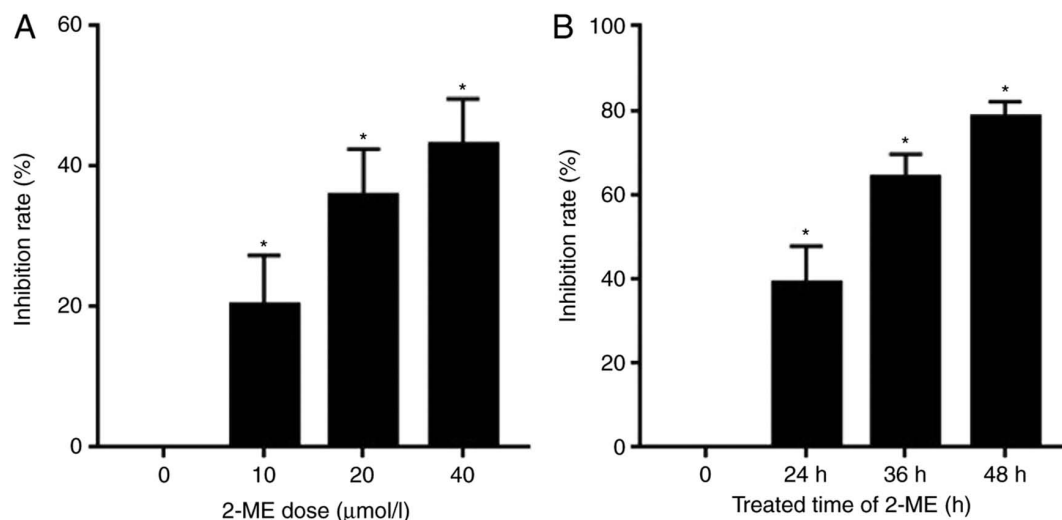 A
Inhibition rate (%)
60
40
20
0
*
*
*
0 10 20 40
2-ME dose (μmol/l)
B
Inhibition rate (%)
100
80
60
40
20
0
*
*
*
0 24 h 36 h 48 h
Treated time of 2-ME (h)